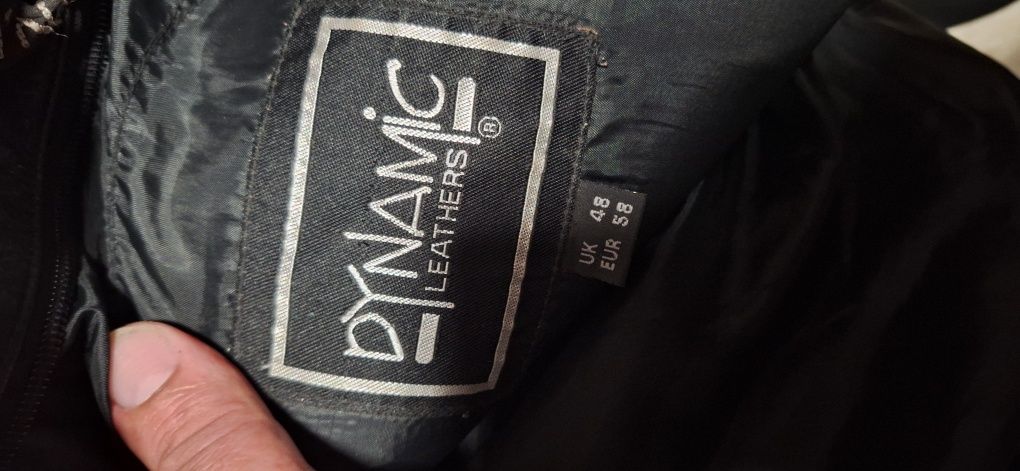 DYNAMIC
LEATHERS ®
UK 48
EUR 58